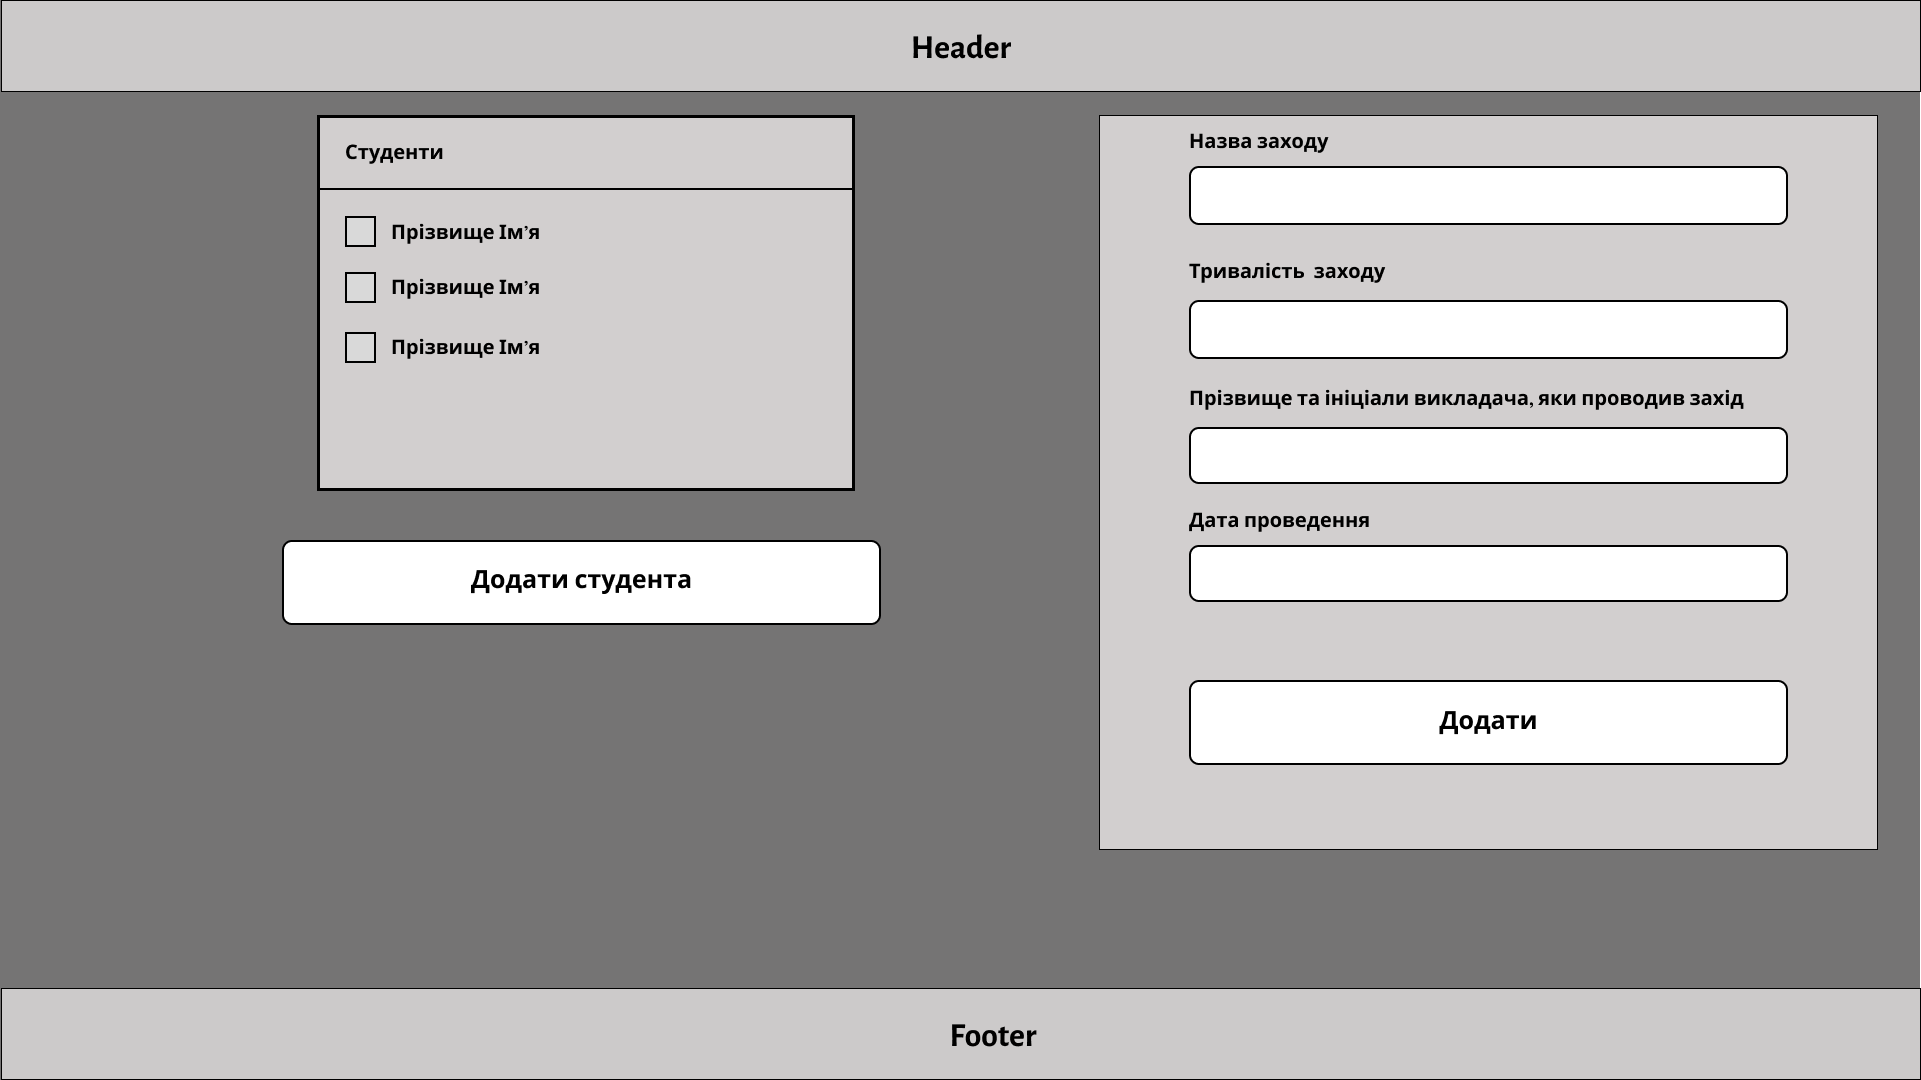 Header
Студенти
Прізвище Ім’я
Прізвище Ім’я
Прізвище Ім’я
Додати студента
Назва заходу
Тривалість  заходу
Прізвище та ініціали викладача, яки проводив захід
Дата проведення
Додати
Footer